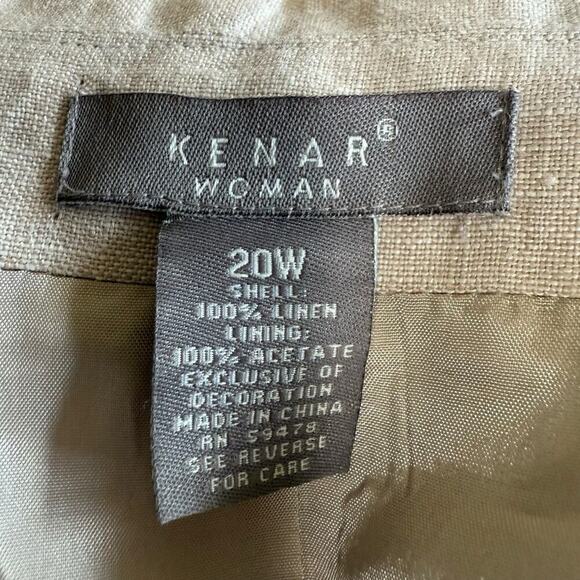 KENAR®
WOMAN
20W
SHELL:
100% LINEN
LINING:
100% ACETATE
EXCLUSIVE OF
DECORATION
MADE IN CHINA
RN 59478
SEE REVERSE
FOR CARE